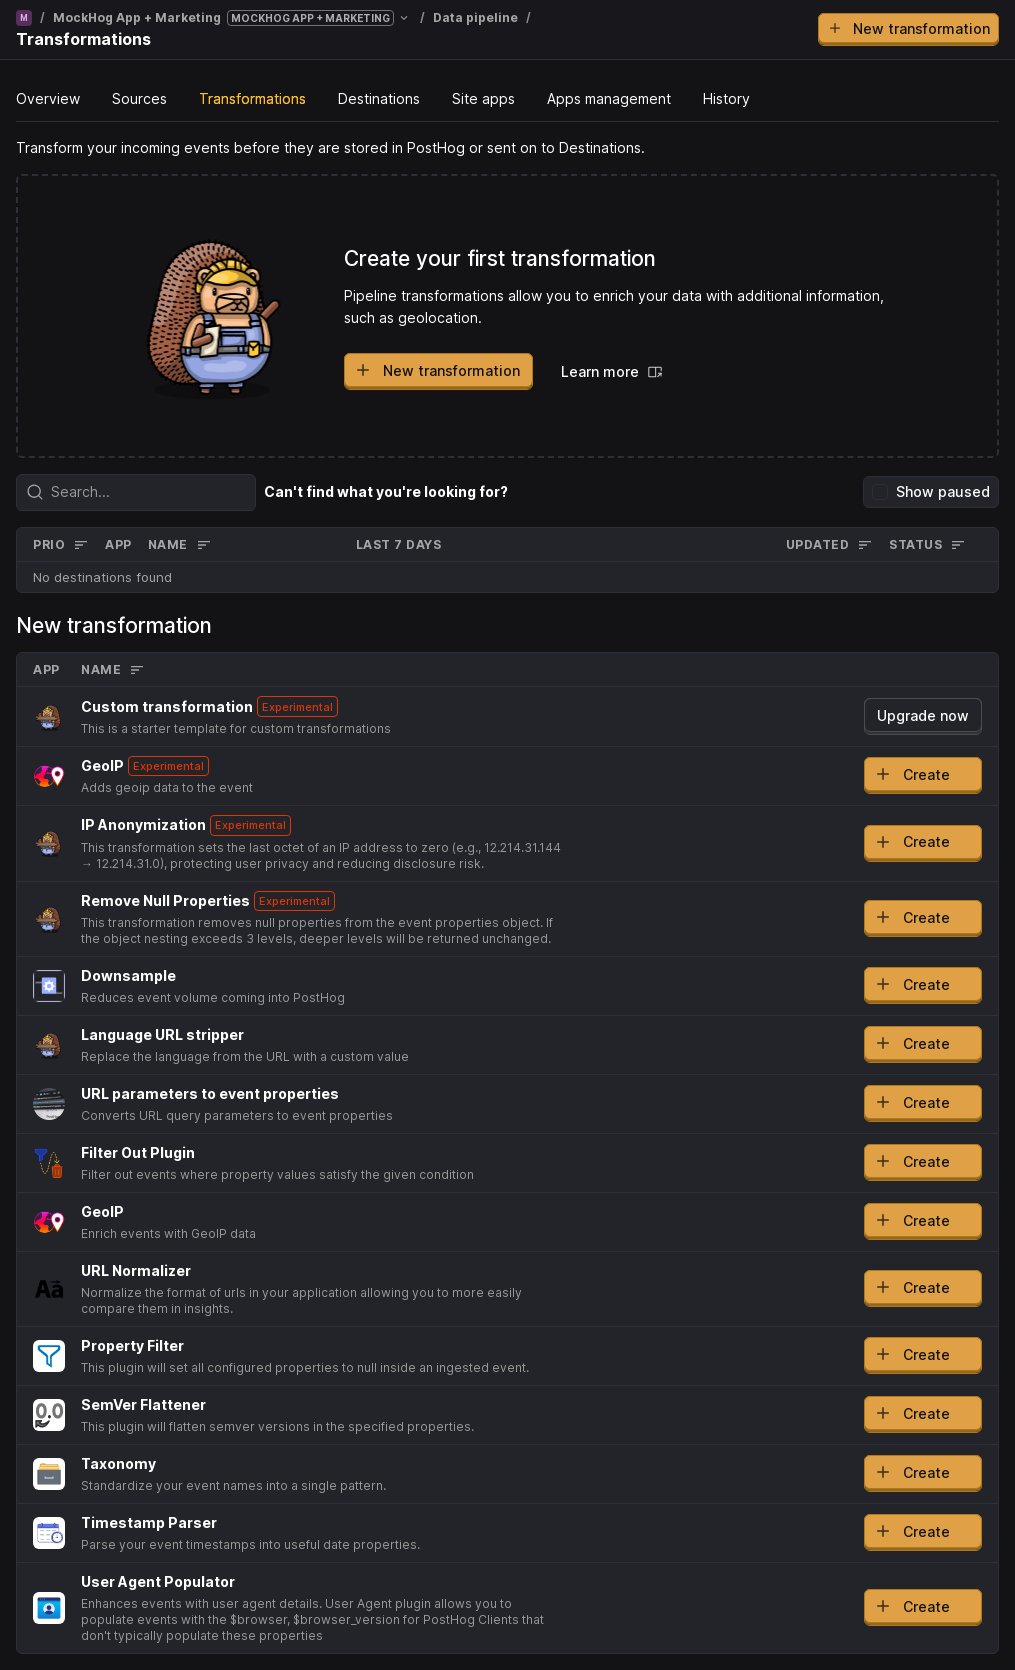 M / MockHog App + Marketing MOCKHOG APP + MARKETING / Data pipeline /
Transformations
New transformation
Overview Sources Transformations Destinations Site apps Apps management History
Transform your incoming events before they are stored in PostHog or sent on to Destinations.
Create your first transformation
Pipeline transformations allow you to enrich your data with additional information,
such as geolocation.
New transformation Learn more
Search... Can't find what you're looking for? Show paused
PRIO APP NAME LAST 7 DAYS UPDATED STATUS
No destinations found
New transformation
APP NAME
Custom transformation Experimental
This is a starter template for custom transformations
Upgrade now
GeoIP Experimental
Adds geoip data to the event
Create
IP Anonymization Experimental
This transformation sets the last octet of an IP address to zero (e.g., 12.214.31.144
→ 12.214.31.0), protecting user privacy and reducing disclosure risk.
Create
Remove Null Properties Experimental
This transformation removes null properties from the event properties object. If
the object nesting exceeds 3 levels, deeper levels will be returned unchanged.
Create
Downsample
Reduces event volume coming into PostHog
Create
Language URL stripper
Replace the language from the URL with a custom value
Create
URL parameters to event properties
Converts URL query parameters to event properties
Create
Filter Out Plugin
Filter out events where property values satisfy the given condition
Create
GeoIP
Enrich events with GeoIP data
Create
Aā
URL Normalizer
Normalize the format of urls in your application allowing you to more easily
compare them in insights.
Create
Property Filter
This plugin will set all configured properties to null inside an ingested event.
Create
0.0
SemVer Flattener
This plugin will flatten semver versions in the specified properties.
Create
Taxonomy
Standardize your event names into a single pattern.
Create
Timestamp Parser
Parse your event timestamps into useful date properties.
Create
User Agent Populator
Enhances events with user agent details. User Agent plugin allows you to
populate events with the $browser, $browser_version for PostHog Clients that
don't typically populate these properties
Create